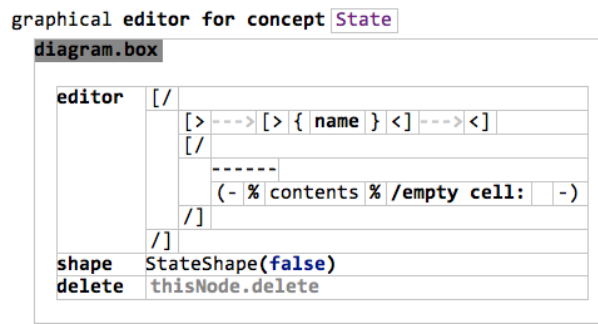 graphical editor for concept State
diagram.box
editor [/
[> ---> [> { name } <] ---> <]
[/
------
(- % contents % /empty cell: -)
/]
/]
shape StateShape(false)
delete thisNode.delete